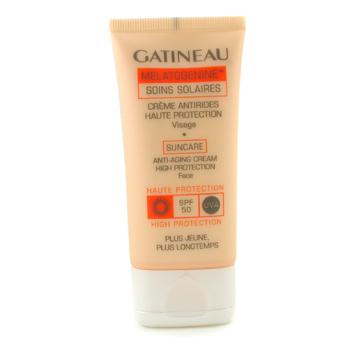 GATINEAU
MELATOGENINE™
SOINS SOLAIRES
CRÈME ANTIRIDES
HAUTE PROTECTION
Visage
SUNCARE
ANTI-AGING CREAM
HIGH PROTECTION
Face
HAUTE PROTECTION
SPF
50
UVA
HIGH PROTECTION
PLUS JEUNE,
PLUS LONGTEMPS